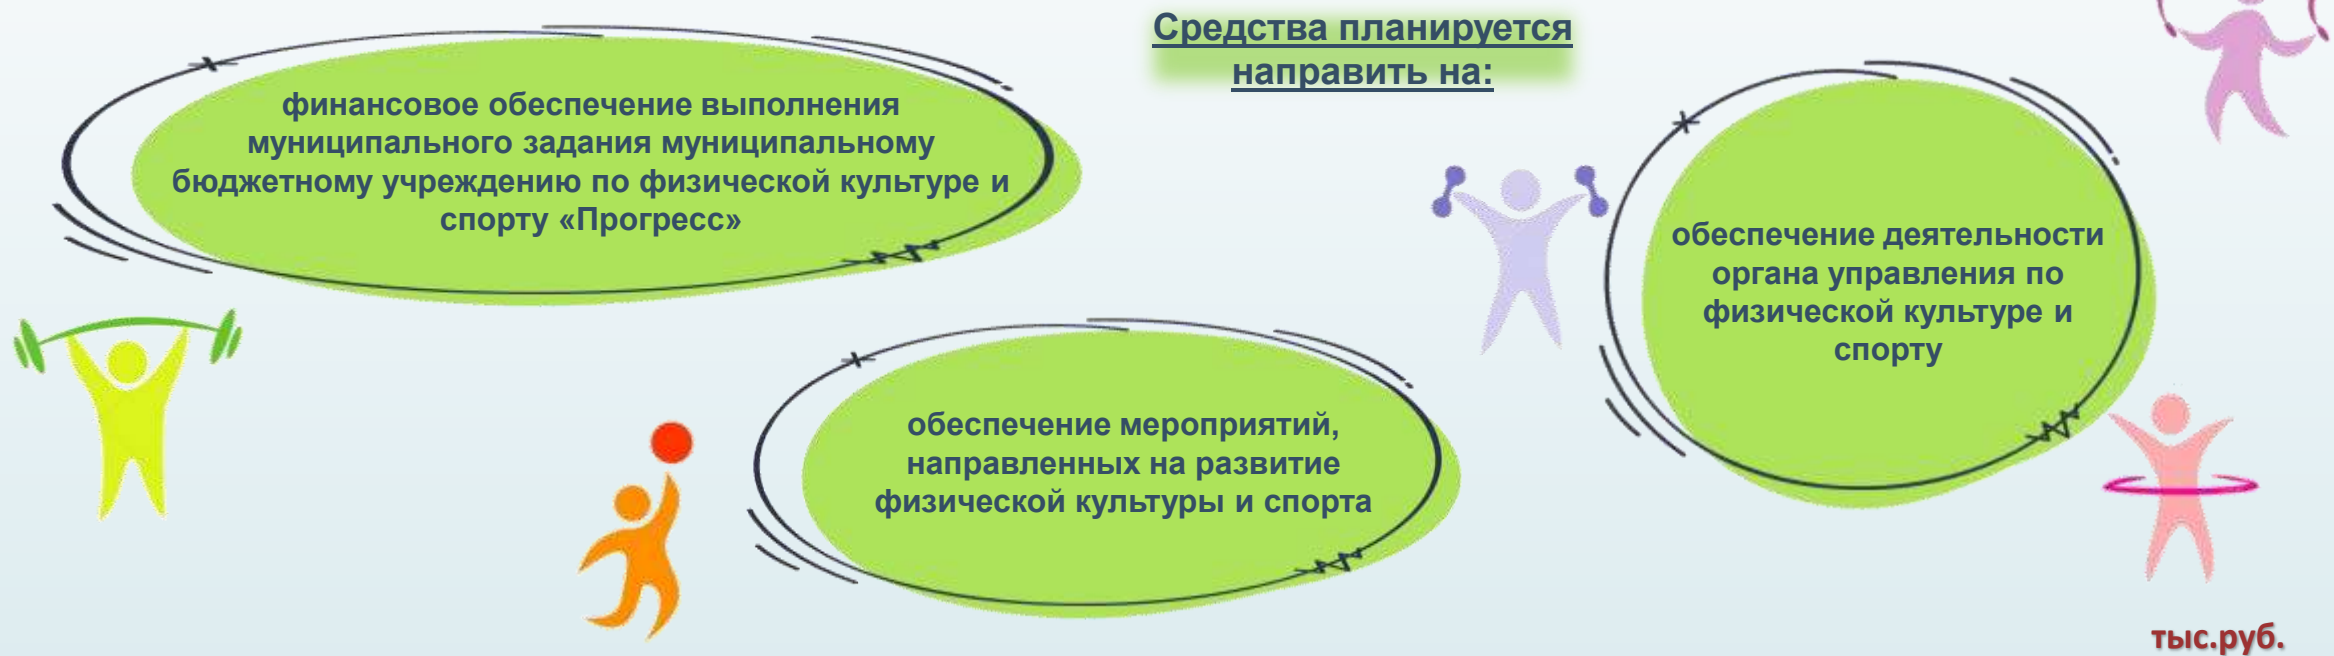 Средства планируется
направить на:
финансовое обеспечение выполнения
муниципального задания муниципальному
бюджетному учреждению по физической культуре и
спорту «Прогресс»
обеспечение деятельности
органа управления по
физической культуре и
спорту
обеспечение мероприятий,
направленных на развитие
физической культуры и спорта
тыс.руб.